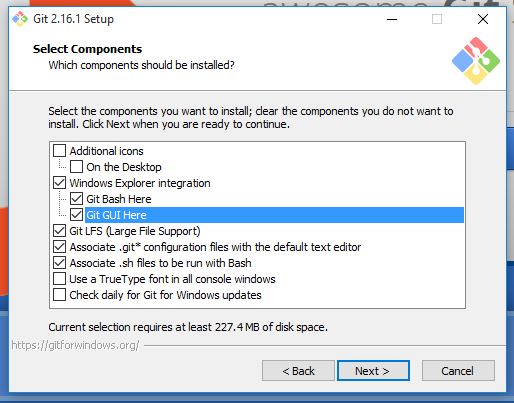 awesome Git
Git 2.16.1 Setup
Select Components
Which components should be installed?
Select the components you want to install; clear the components you do not want to
install. Click Next when you are ready to continue.
Additional icons
On the Desktop
Windows Explorer integration
Git Bash Here
Git GUI Here
Git LFS (Large File Support)
Associate .git* configuration files with the default text editor
Associate .sh files to be run with Bash
Use a TrueType font in all console windows
Check daily for Git for Windows updates
Current selection requires at least 227.4 MB of disk space.
https://gitforwindows.org/
< Back
Next >
Cancel